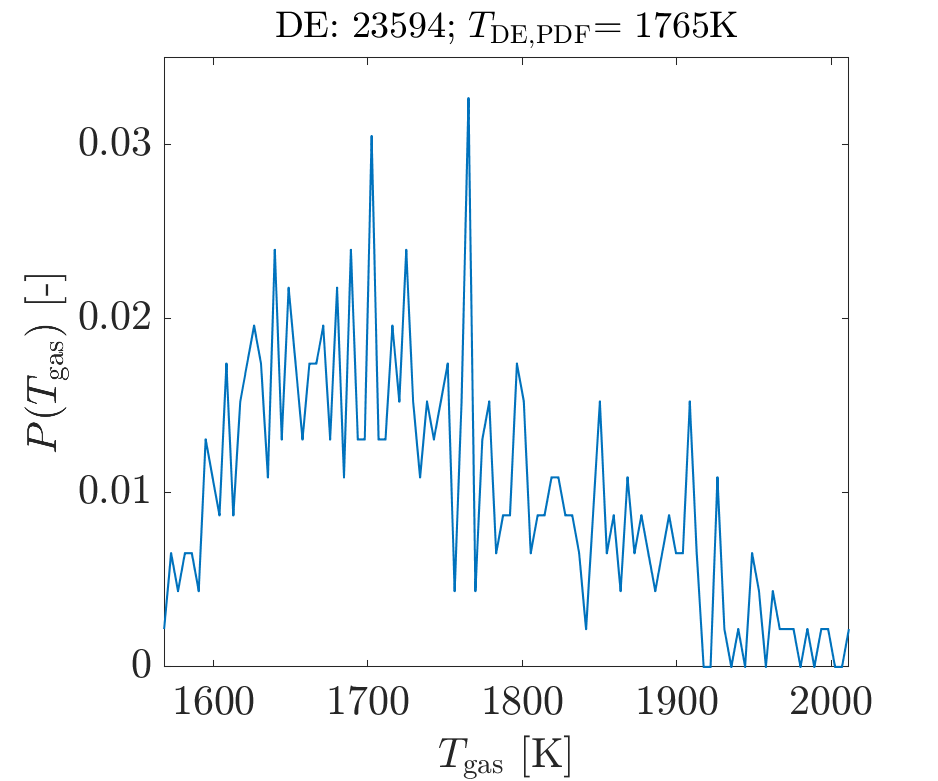 DE: 23594; T_DE,PDF= 1765K
0.03
0.02
0.01
0
P(T_gas) [-]
1600 1700 1800 1900 2000
T_gas [K]